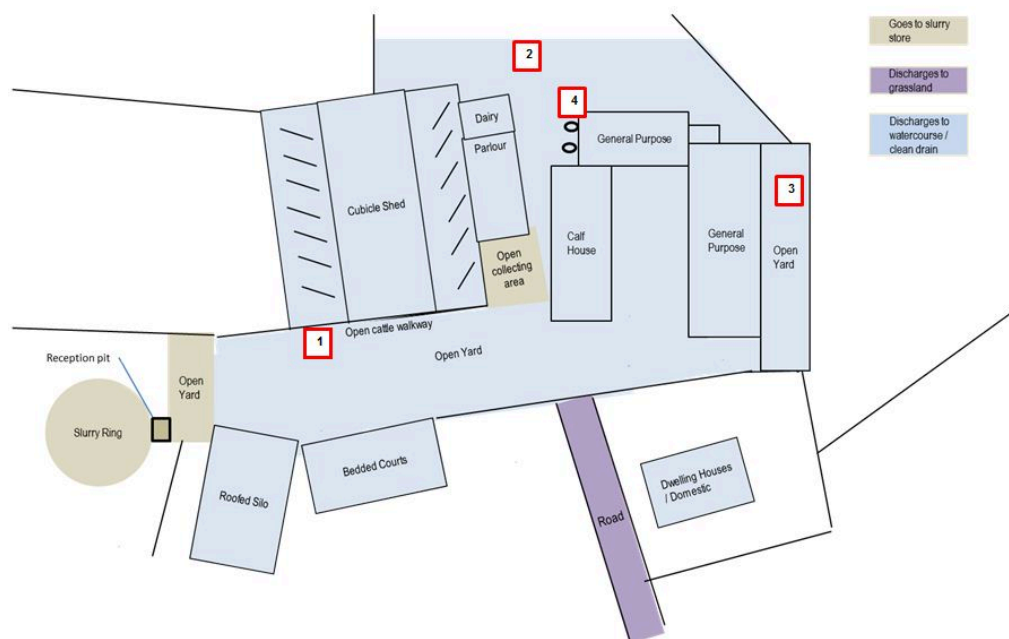 Goes to slurry
store
Discharges to
grassland
Discharges to
watercourse /
clean drain
2
4
3
1
Dairy
Parlour
General Purpose
Cubicle Shed
Calf
House
General
Purpose
Open
Yard
Open
collecting
area
Open cattle walkway
Open Yard
Reception pit
Open
Yard
Slurry Ring
Roofed Silo
Bedded Courts
Road
Dwelling Houses
/ Domestic